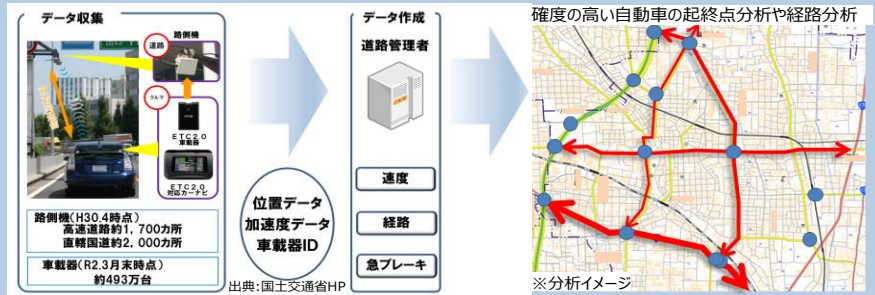 データ収集
路側機
道路
クルマ
ETC2.0
車載器
ETC2.0
対応カーナビ
路側機(H30.4時点)
高速道路約1,700カ所
直轄国道約2,000カ所
車載器(R2.3月末時点)
約493万台
位置データ
加速度データ
車載器ID
出典:国土交通省HP
データ作成
道路管理者
速度
経路
急ブレーキ
確度の高い自動車の起終点分析や経路分析
※分析イメージ